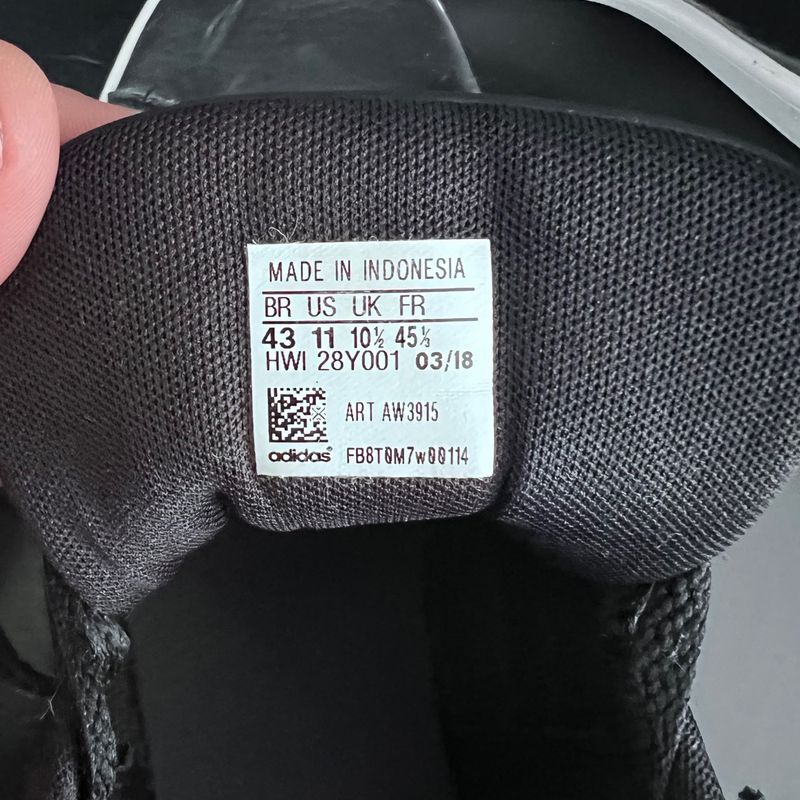 MADE IN INDONESIA
BR US UK FR
43 11 10½ 45⅓
HWI 28Y001 03/18
ART AW3915
adidas® FB8T0M7w00114